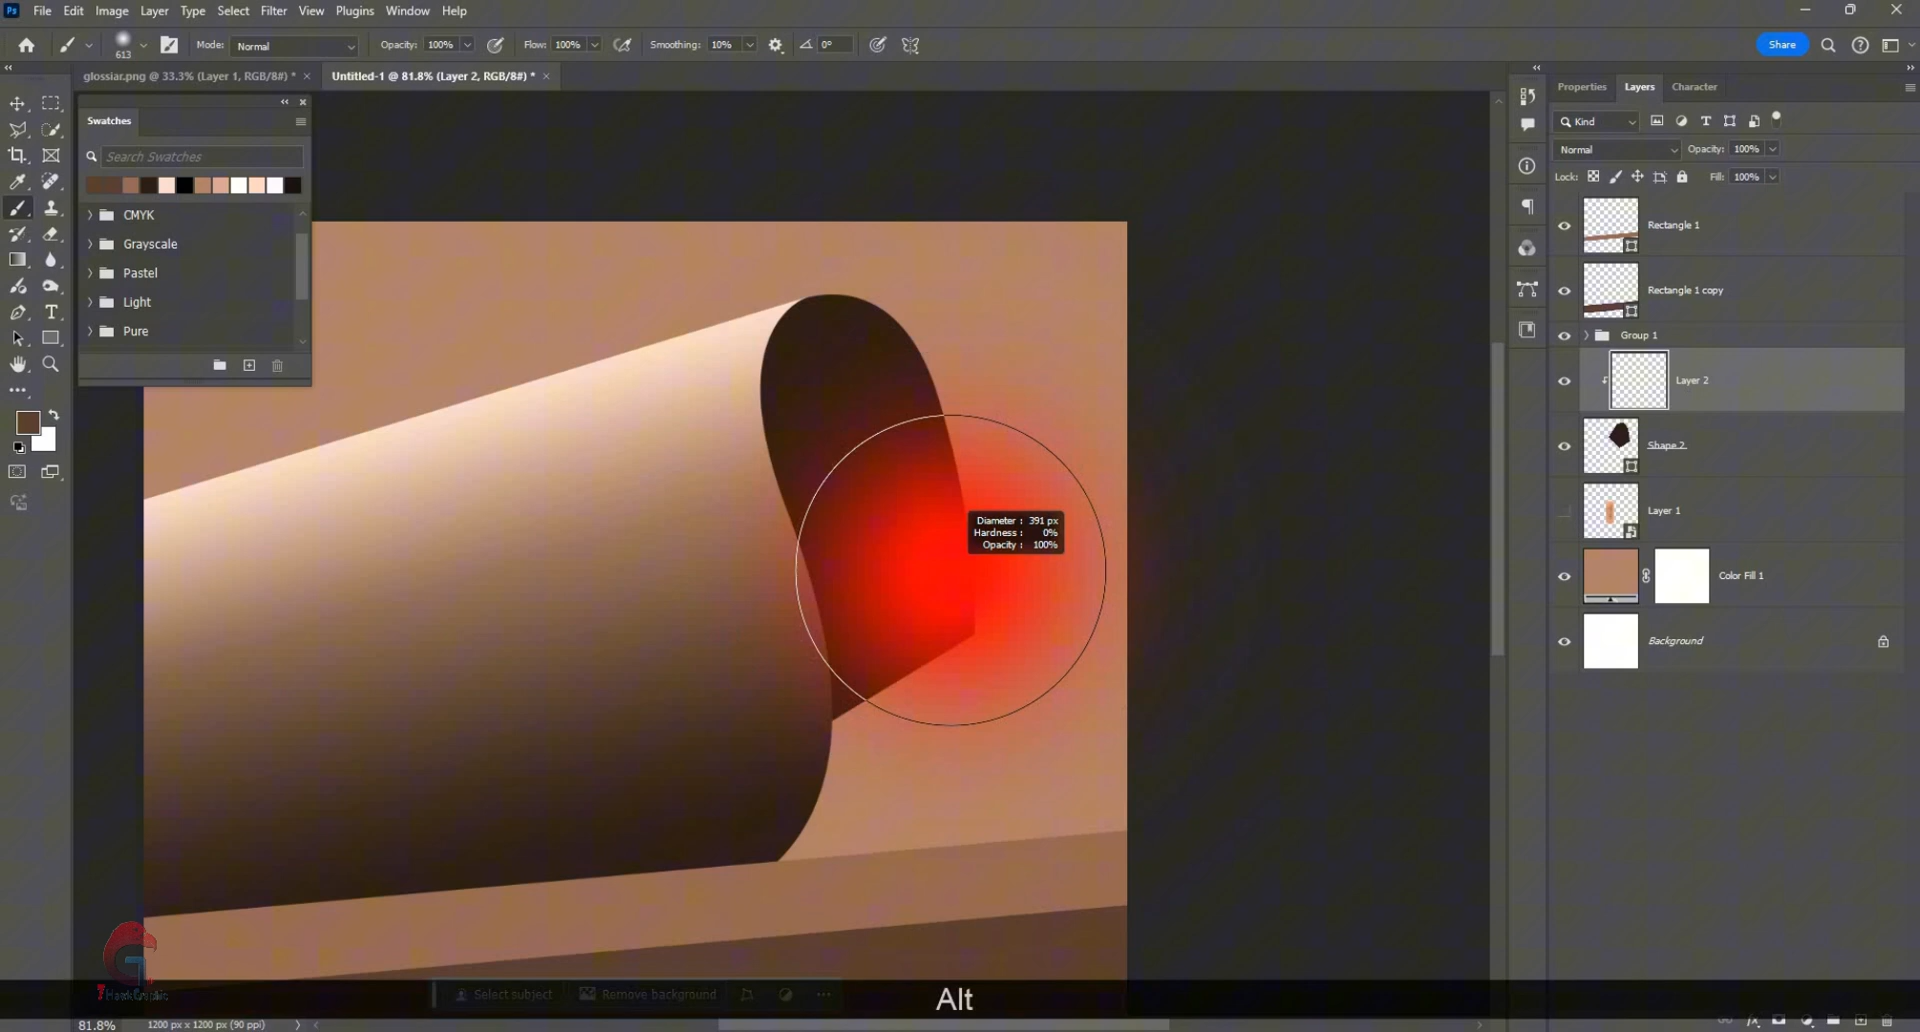 Ps File Edit Image Layer Type Select Filter View Plugins Window Help
613 Mode: Normal Opacity: 100% Flow: 100% Smoothing: 10% 0° Share
glossiar.png @ 33.3% (Layer 1, RGB/8#) * × Untitled-1 @ 81.8% (Layer 2, RGB/8#) * ×
Swatches
Search Swatches
CMYK
Grayscale
Pastel
Light
Pure
Diameter : 391 px
Hardness : 0%
Opacity : 100%
Properties Layers Character
Kind
Normal Opacity: 100%
Lock: Fill: 100%
Rectangle 1
Rectangle 1 copy
Group 1
Layer 2
Shape 2
Layer 1
Color Fill 1
Background
Select subject Remove background
Alt
81.8% 1200 px x 1200 px (90 ppi)